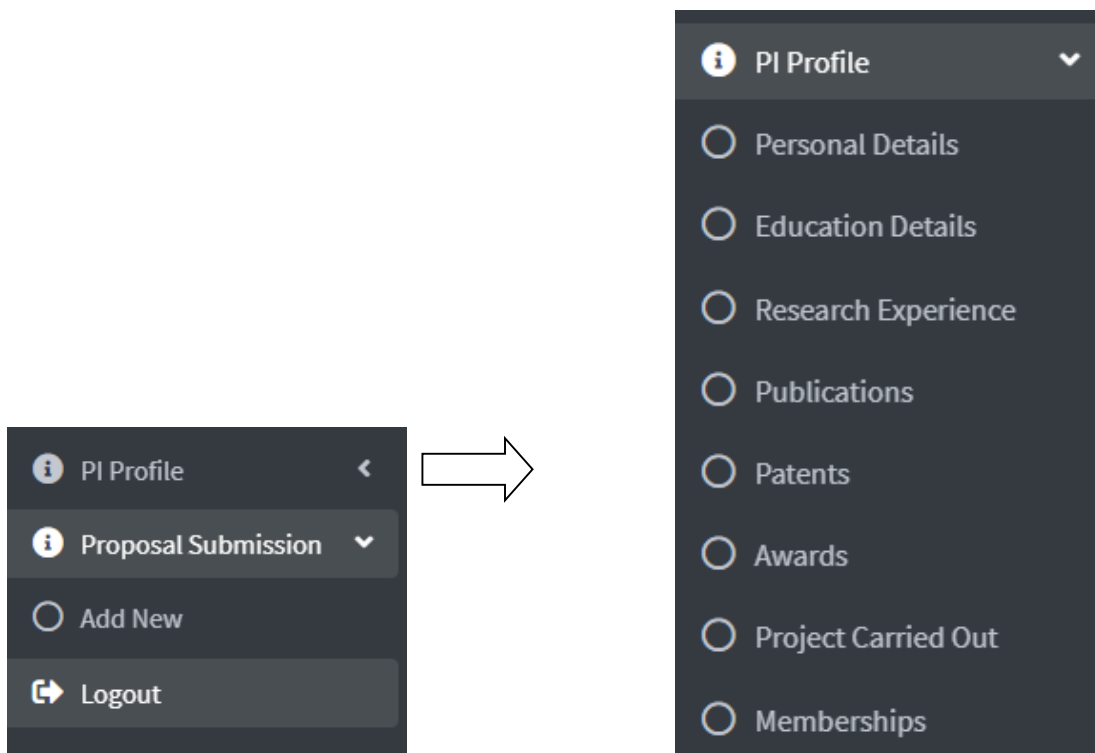 PI Profile
Proposal Submission
Add New
Logout
PI Profile
Personal Details
Education Details
Research Experience
Publications
Patents
Awards
Project Carried Out
Memberships